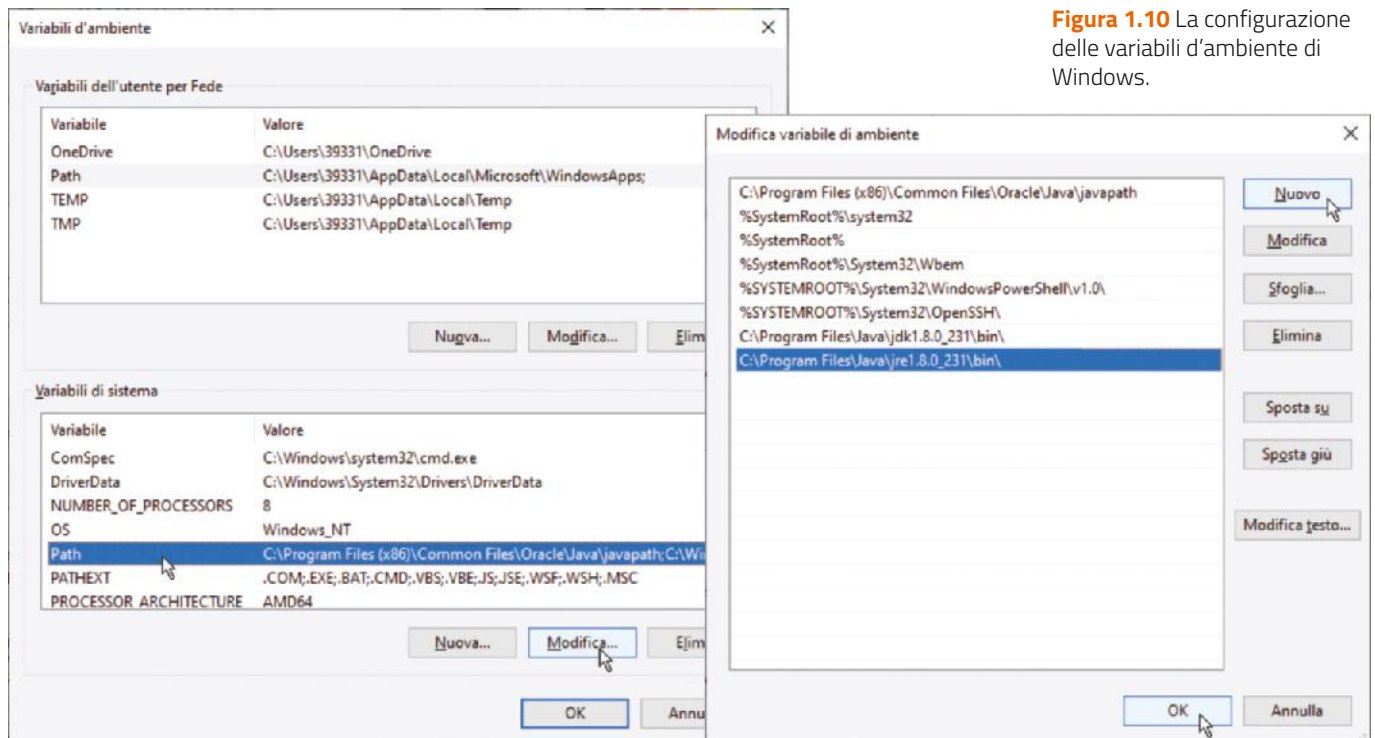 Figura 1.10 La configurazione
delle variabili d'ambiente di
Windows.
Variabili d'ambiente
Variabili dell'utente per Fede
Variabile Valore
OneDrive C:\Users\39331\OneDrive
Path C:\Users\39331\AppData\Local\Microsoft\WindowsApps;
TEMP C:\Users\39331\AppData\Local\Temp
TMP C:\Users\39331\AppData\Local\Temp
Nuova... Modifica... Elim
Variabili di sistema
Variabile Valore
ComSpec C:\Windows\system32\cmd.exe
DriverData C:\Windows\System32\Drivers\DriverData
NUMBER_OF_PROCESSORS 8
OS Windows_NT
Path C:\Program Files (x86)\Common Files\Oracle\Java\javapath;C:\Wi
PATHEXT .COM;.EXE;.BAT;.CMD;.VBS;.VBE;.JS;.JSE;.WSF;.WSH;.MSC
PROCESSOR_ARCHITECTURE AMD64
Nuova... Modifica... Elim
OK Annu
Modifica variabile di ambiente
C:\Program Files (x86)\Common Files\Oracle\Java\javapath
%SystemRoot%\system32
%SystemRoot%
%SystemRoot%\System32\Wbem
%SYSTEMROOT%\System32\WindowsPowerShell\v1.0\
%SYSTEMROOT%\System32\OpenSSH\
C:\Program Files\Java\jdk1.8.0_231\bin\
C:\Program Files\Java\jre1.8.0_231\bin\
Nuovo
Modifica
Sfoglia...
Elimina
Sposta su
Sposta giù
Modifica testo...
OK Annulla